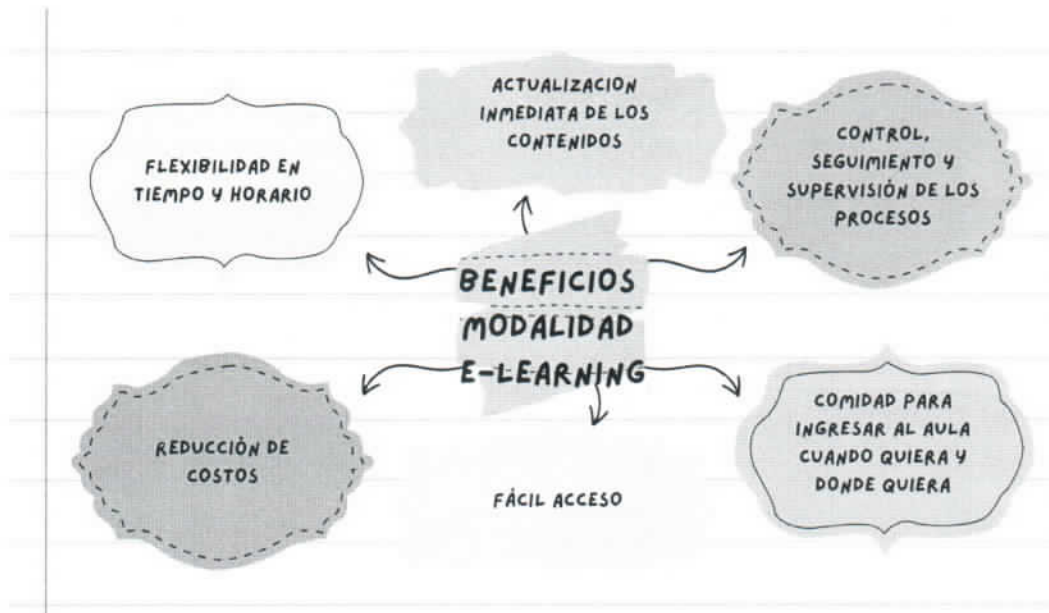 ACTUALIZACION
INMEDIATA DE LOS
CONTENIDOS
FLEXIBILIDAD EN
TIEMPO Y HORARIO
CONTROL,
SEGUIMIENTO Y
SUPERVISIÓN DE LOS
PROCESOS
BENEFICIOS
MODALIDAD
E-LEARNING
REDUCCIÓN DE
COSTOS
FÁCIL ACCESO
COMIDAD PARA
INGRESAR AL AULA
CUANDO QUIERA Y
DONDE QUIERA